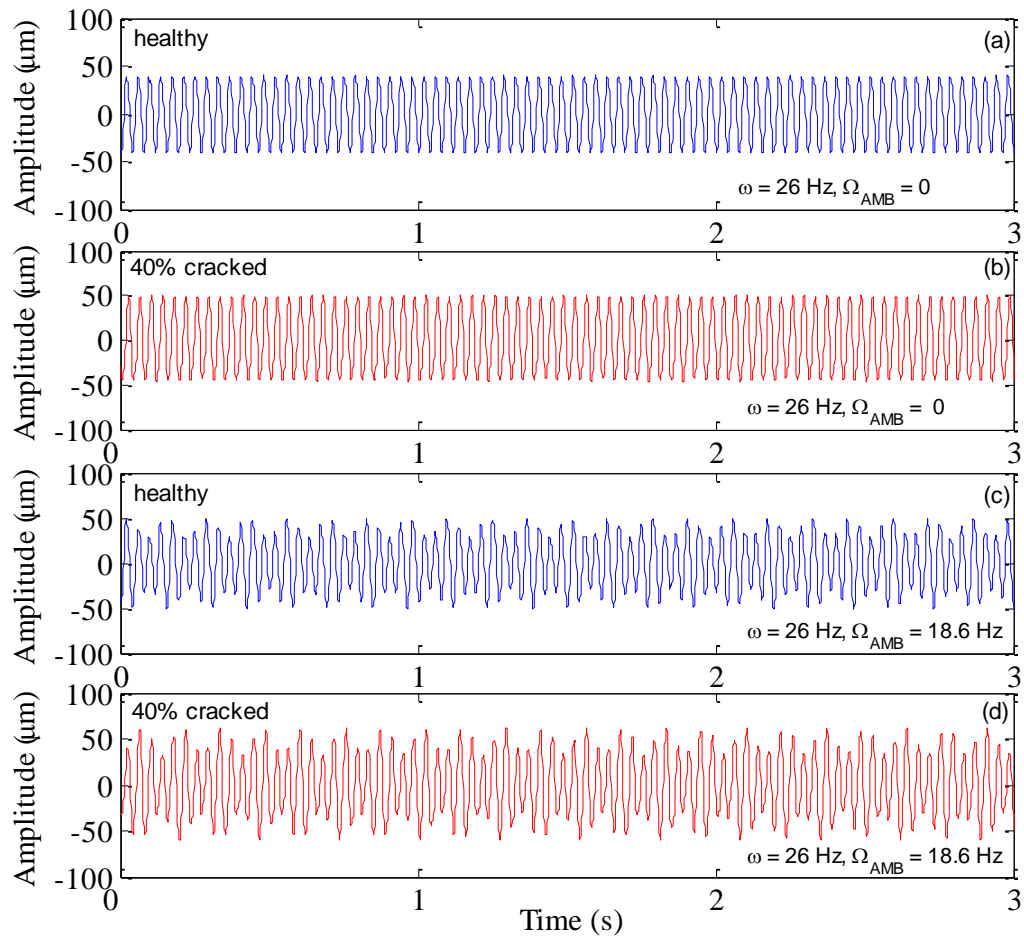 100
healthy
(a)
50
0
-50
-100
Amplitude (µm)
ω = 26 Hz, Ω_AMB = 0
0 1 2 3
100
40% cracked
(b)
50
0
-50
-100
Amplitude (µm)
ω = 26 Hz, Ω_AMB = 0
0 1 2 3
100
healthy
(c)
50
0
-50
-100
Amplitude (µm)
ω = 26 Hz, Ω_AMB = 18.6 Hz
0 1 2 3
100
40% cracked
(d)
50
0
-50
-100
Amplitude (µm)
ω = 26 Hz, Ω_AMB = 18.6 Hz
0 1 2 3
Time (s)